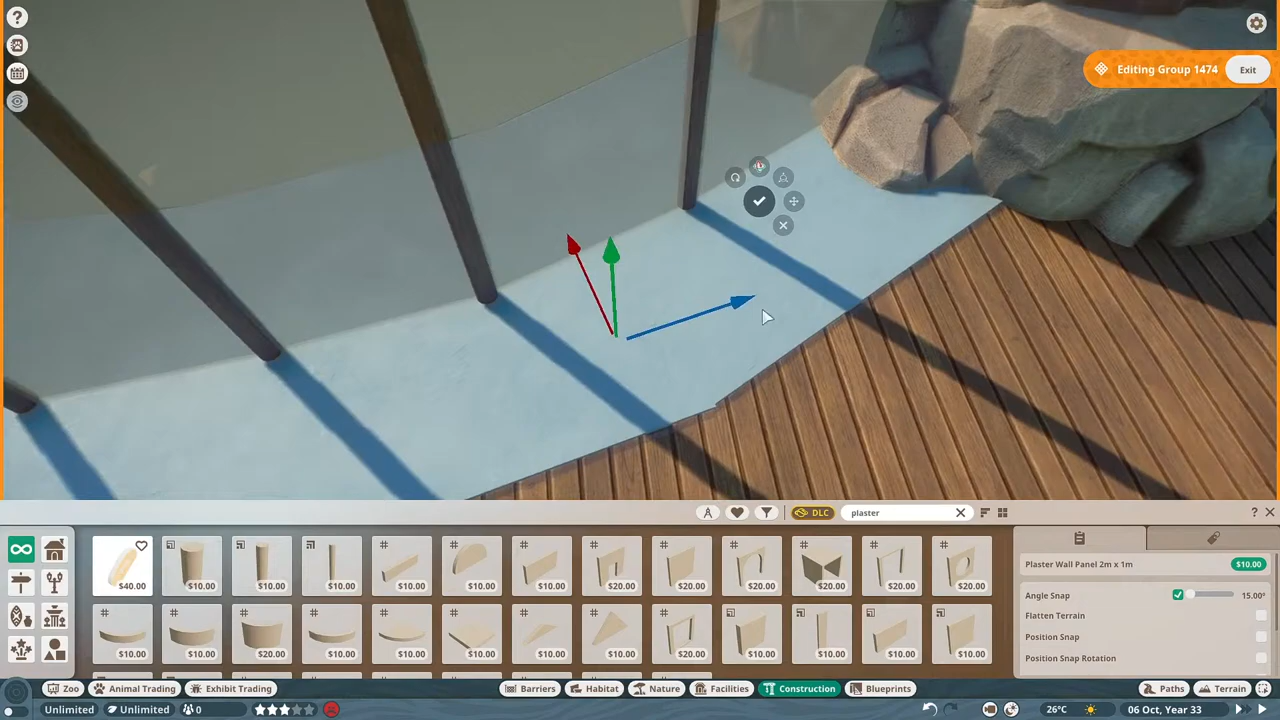 ?
Editing Group 1474
Exit
DLC
plaster
?
$40.00
$10.00
$10.00
$10.00
$10.00
$10.00
$10.00
$20.00
$20.00
$20.00
$20.00
$20.00
$20.00
$10.00
$10.00
$20.00
$10.00
$10.00
$10.00
$10.00
$10.00
$20.00
$10.00
$10.00
$10.00
$10.00
Plaster Wall Panel 2m x 1m
$10.00
Angle Snap
15.00°
Flatten Terrain
Position Snap
Position Snap Rotation
Zoo
Animal Trading
Exhibit Trading
Barriers
Habitat
Nature
Facilities
Construction
Blueprints
Paths
Terrain
Unlimited
Unlimited
0
26°C
06 Oct, Year 33